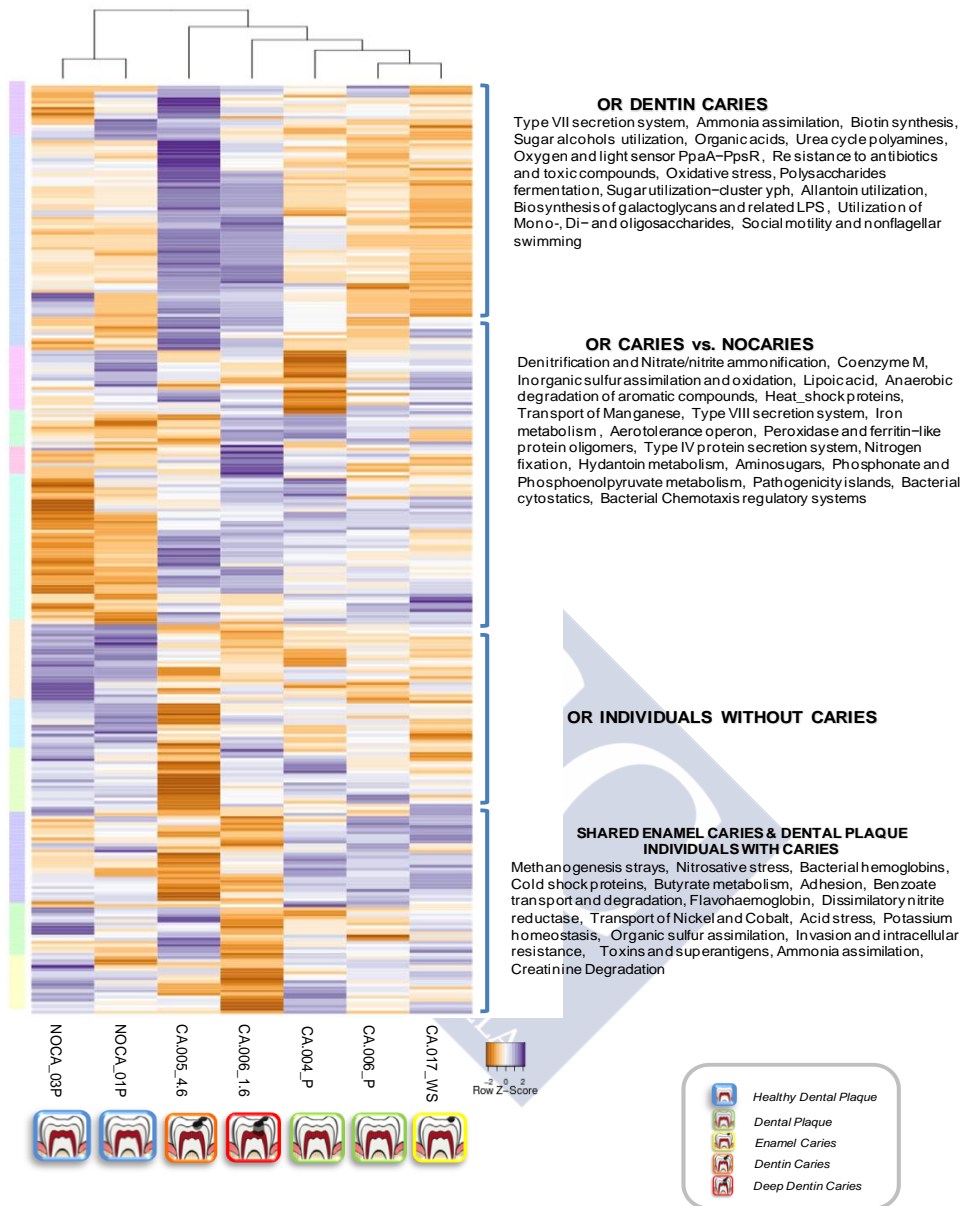 OR DENTIN CARIES
Type VII secretion system, Ammonia assimilation, Biotin synthesis,
Sugar alcohols utilization, Organic acids, Urea cycle polyamines,
Oxygen and light sensor PpaA−PpsR, Re sistance to antibiotics
and toxic compounds, Oxidative stress, Polysaccharides
fermentation, Sugar utilization−cluster yph, Allantoin utilization,
Biosynthesis of galactoglycans and related LPS, Utilization of
Mono-, Di− and oligosaccharides, Social motility and nonflagellar
swimming
OR CARIES vs. NOCARIES
Denitrification and Nitrate/nitrite ammonification, Coenzyme M,
Inorganic sulfur assimilation and oxidation, Lipoic acid, Anaerobic
degradation of aromatic compounds, Heat_shock proteins,
Transport of Manganese, Type VIII secretion system, Iron
metabolism, Aerotolerance operon, Peroxidase and ferritin−like
protein oligomers, Type IV protein secretion system, Nitrogen
fixation, Hydantoin metabolism, Aminosugars, Phosphonate and
Phosphoenolpyruvate metabolism, Pathogenicity islands, Bacterial
cytostatics, Bacterial Chemotaxis regulatory systems
OR INDIVIDUALS WITHOUT CARIES
SHARED ENAMEL CARIES & DENTAL PLAQUE
INDIVIDUALS WITH CARIES
Methanogenesis strays, Nitrosative stress, Bacterial hemoglobins,
Cold shock proteins, Butyrate metabolism, Adhesion, Benzoate
transport and degradation, Flavohaemoglobin, Dissimilatory nitrite
reductase, Transport of Nickel and Cobalt, Acid stress, Potassium
homeostasis, Organic sulfur assimilation, Invasion and intracellular
resistance, Toxins and superantigens, Ammonia assimilation,
Creatinine Degradation
NOCA_03P
NOCA_01P
CA.005_4.6
CA.006_1.6
CA.004_P
CA.006_P
CA.017_WS
−2 0 2
Row Z−Score
Healthy Dental Plaque
Dental Plaque
Enamel Caries
Dentin Caries
Deep Dentin Caries